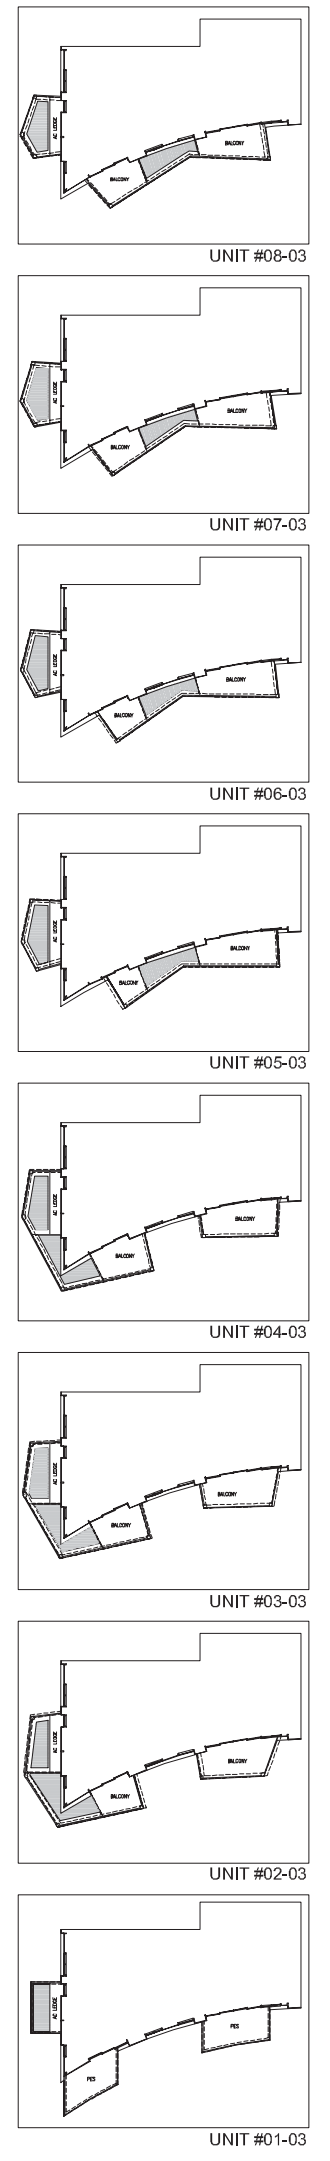 AC LEDGE
BALCONY
BALCONY
UNIT #08-03
AC LEDGE
BALCONY
BALCONY
UNIT #07-03
AC LEDGE
BALCONY
BALCONY
UNIT #06-03
AC LEDGE
BALCONY
BALCONY
UNIT #05-03
AC LEDGE
BALCONY
BALCONY
UNIT #04-03
AC LEDGE
BALCONY
BALCONY
UNIT #03-03
AC LEDGE
BALCONY
BALCONY
UNIT #02-03
AC LEDGE
PES
PES
UNIT #01-03